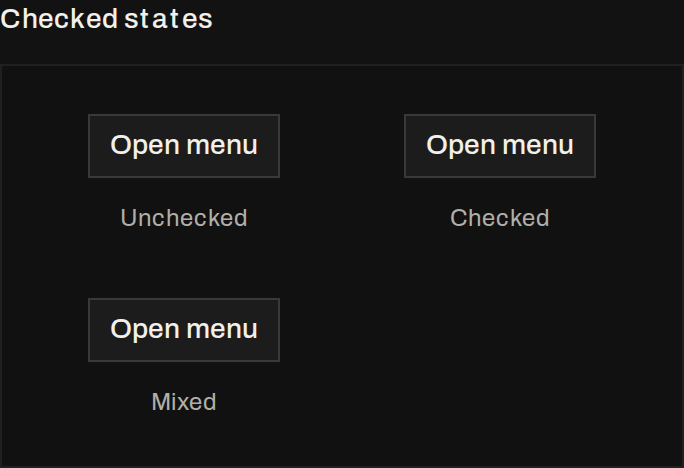 Checked states
Open menu
Open menu
Unchecked
Checked
Open menu
Mixed